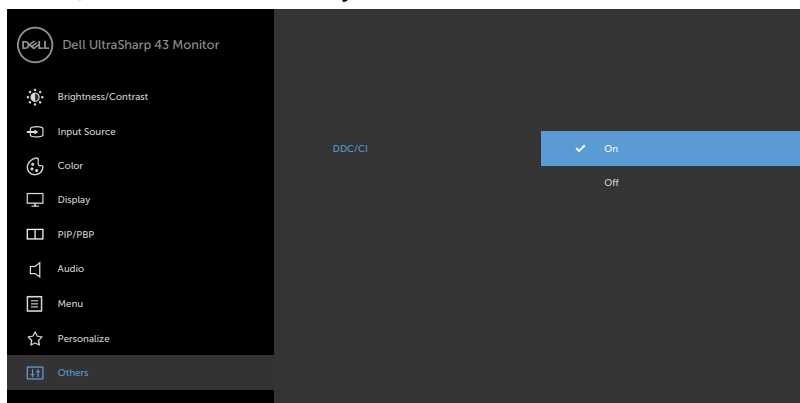 DELL
Dell UltraSharp 43 Monitor
Brightness/Contrast
Input Source
Color
Display
PIP/PBP
Audio
Menu
Personalize
Others
DDC/CI
On
Off